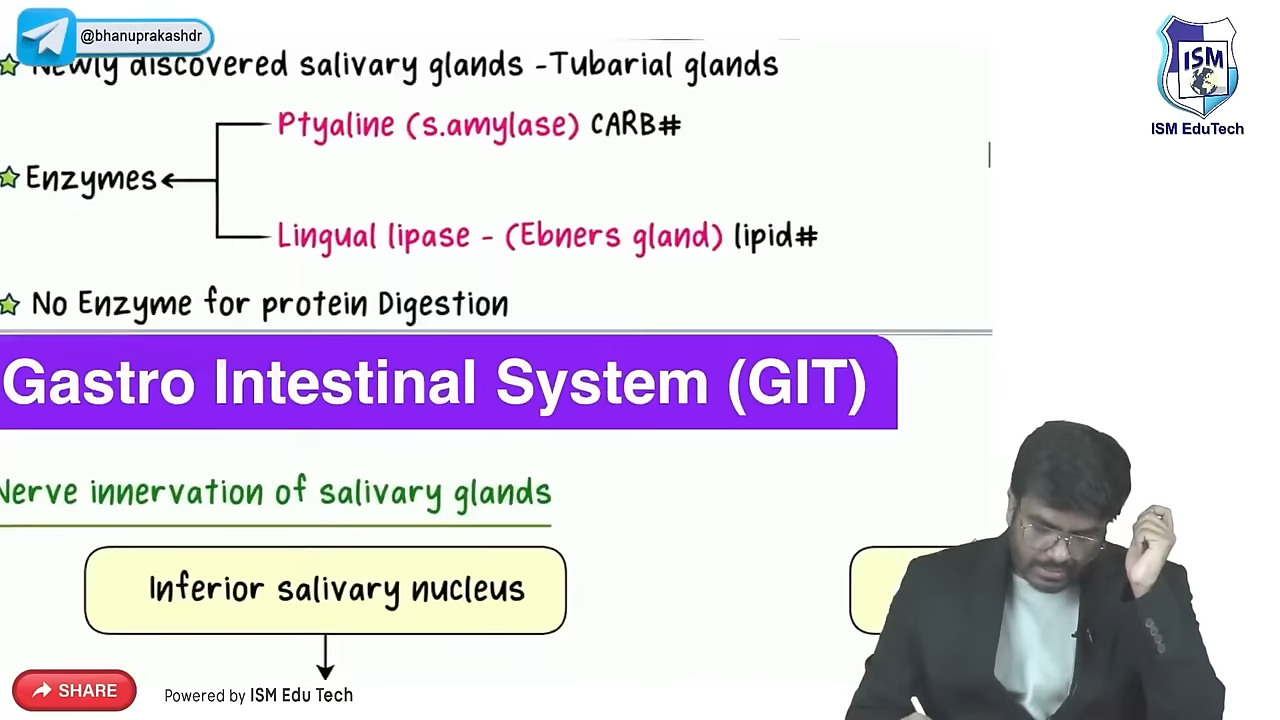 @bhanuprakashdr
Newly discovered salivary glands -Tubarial glands
ISM
ISM EduTech
Ptyaline (s.amylase) CARB#
Enzymes
Lingual lipase - (Ebners gland) lipid#
No Enzyme for protein Digestion
Gastro Intestinal System (GIT)
Nerve innervation of salivary glands
Inferior salivary nucleus
SHARE
Powered by ISM Edu Tech